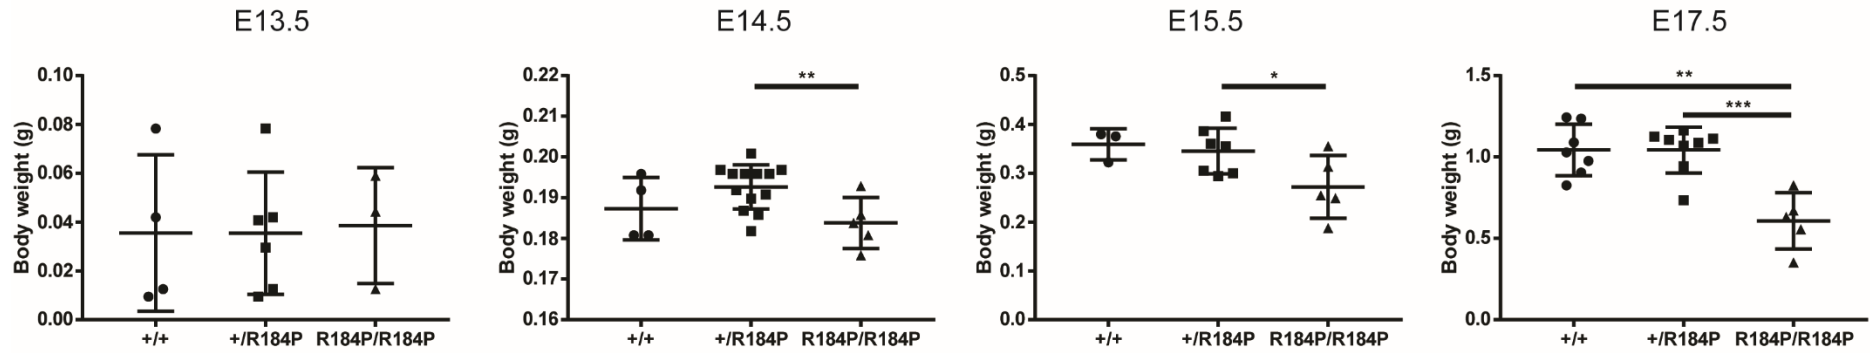 E13.5
E14.5
E15.5
E17.5
Body weight (g)
0.10
0.08
0.06
0.04
0.02
0.00
+/+
+/R184P
R184P/R184P
Body weight (g)
0.22
0.21
0.20
0.19
0.18
0.17
0.16
**
+/+
+/R184P
R184P/R184P
Body weight (g)
0.5
0.4
0.3
0.2
0.1
0.0
*
+/+
+/R184P
R184P/R184P
Body weight (g)
1.5
1.0
0.5
0.0
**
***
+/+
+/R184P
R184P/R184P